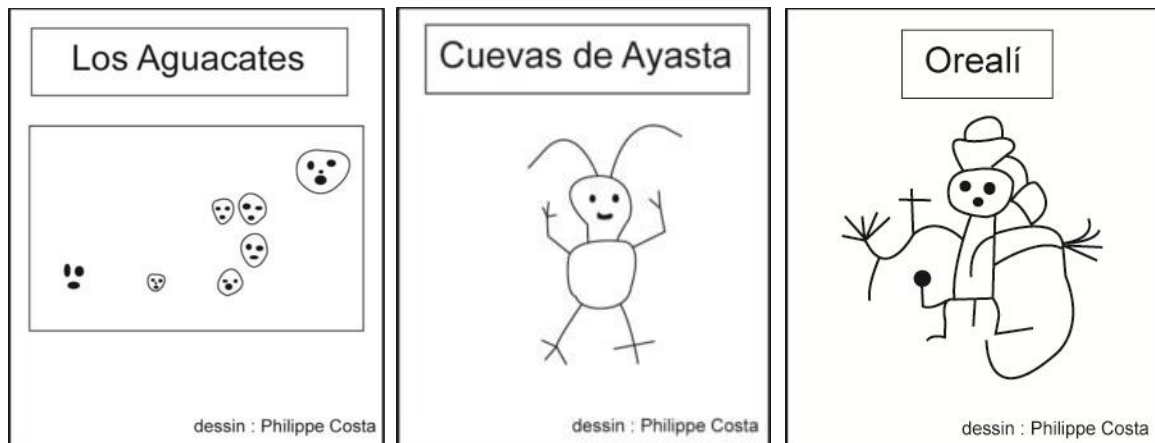 Los Aguacates
dessin : Philippe Costa
Cuevas de Ayasta
dessin : Philippe Costa
Orealí
dessin : Philippe Costa